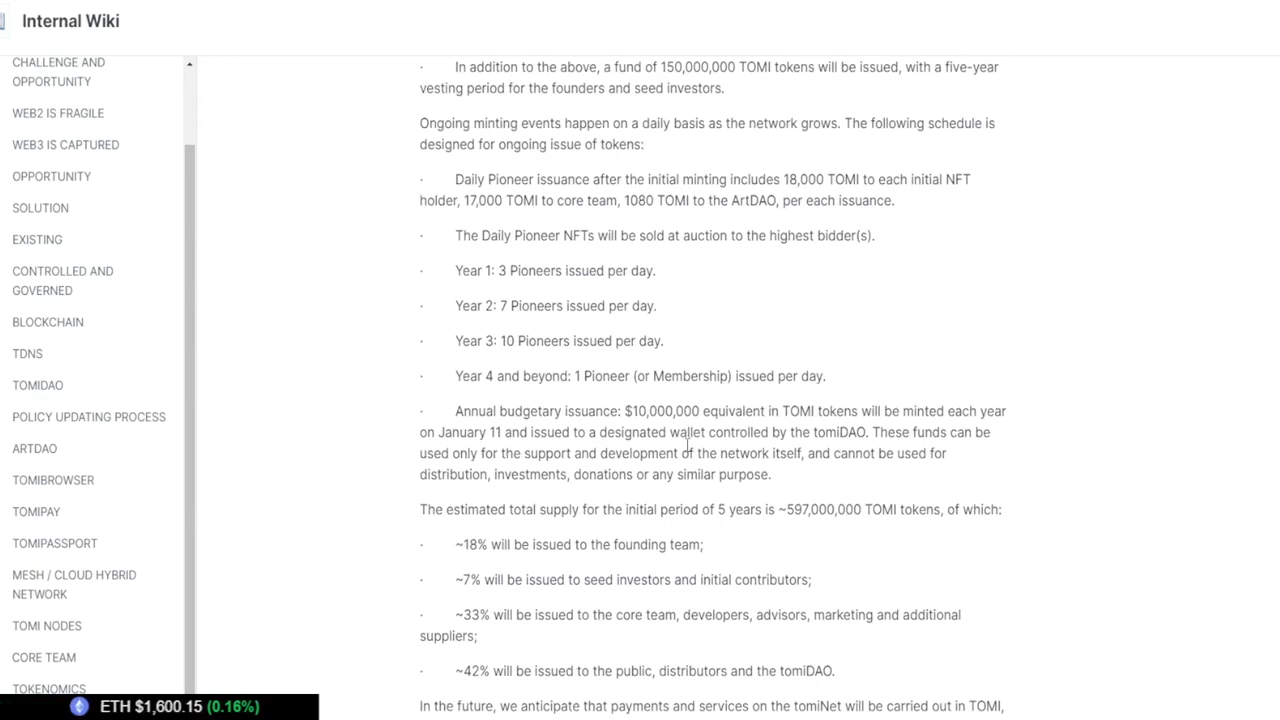 Internal Wiki
CHALLENGE AND
OPPORTUNITY
WEB2 IS FRAGILE
WEB3 IS CAPTURED
OPPORTUNITY
SOLUTION
EXISTING
CONTROLLED AND
GOVERNED
BLOCKCHAIN
TDNS
TOMIDAO
POLICY UPDATING PROCESS
ARTDAO
TOMIBROWSER
TOMIPAY
TOMIPASSPORT
MESH / CLOUD HYBRID
NETWORK
TOMI NODES
CORE TEAM
TOKENOMICS
· In addition to the above, a fund of 150,000,000 TOMI tokens will be issued, with a five-year
vesting period for the founders and seed investors.
Ongoing minting events happen on a daily basis as the network grows. The following schedule is
designed for ongoing issue of tokens:
· Daily Pioneer issuance after the initial minting includes 18,000 TOMI to each initial NFT
holder, 17,000 TOMI to core team, 1080 TOMI to the ArtDAO, per each issuance.
· The Daily Pioneer NFTs will be sold at auction to the highest bidder(s).
· Year 1: 3 Pioneers issued per day.
· Year 2: 7 Pioneers issued per day.
· Year 3: 10 Pioneers issued per day.
· Year 4 and beyond: 1 Pioneer (or Membership) issued per day.
· Annual budgetary issuance: $10,000,000 equivalent in TOMI tokens will be minted each year
on January 11 and issued to a designated wallet controlled by the tomiDAO. These funds can be
used only for the support and development of the network itself, and cannot be used for
distribution, investments, donations or any similar purpose.
The estimated total supply for the initial period of 5 years is ~597,000,000 TOMI tokens, of which:
· ~18% will be issued to the founding team;
· ~7% will be issued to seed investors and initial contributors;
· ~33% will be issued to the core team, developers, advisors, marketing and additional
suppliers;
· ~42% will be issued to the public, distributors and the tomiDAO.
In the future, we anticipate that payments and services on the tomiNet will be carried out in TOMI,
ETH $1,600.15 (0.16%)